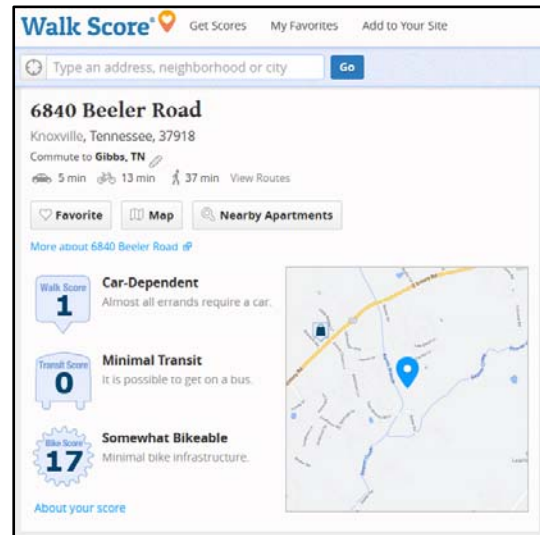 Walk Score® Get Scores My Favorites Add to Your Site
Type an address, neighborhood or city Go
6840 Beeler Road
Knoxville, Tennessee, 37918
Commute to Gibbs, TN
5 min 13 min 37 min View Routes
Favorite Map Nearby Apartments
More about 6840 Beeler Road
Walk Score
1
Car-Dependent
Almost all errands require a car.
Transit Score
0
Minimal Transit
It is possible to get on a bus.
Bike Score
17
Somewhat Bikeable
Minimal bike infrastructure.
About your score